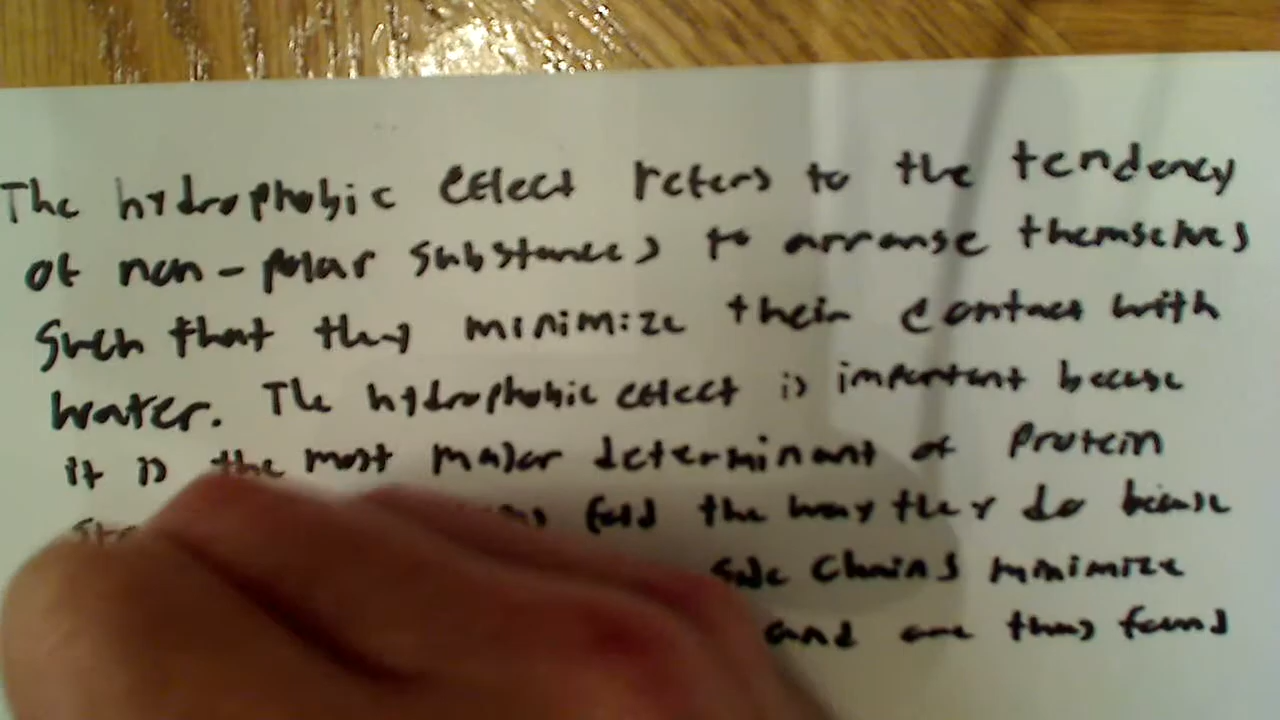 The hydrophobic effect refers to the tendency
of non-polar substances to arrange themselves
such that they minimize their contact with
water. The hydrophobic effect is important because
it is the most major determinant of protein
fold the way they do because
side chains minimize
and are thus found